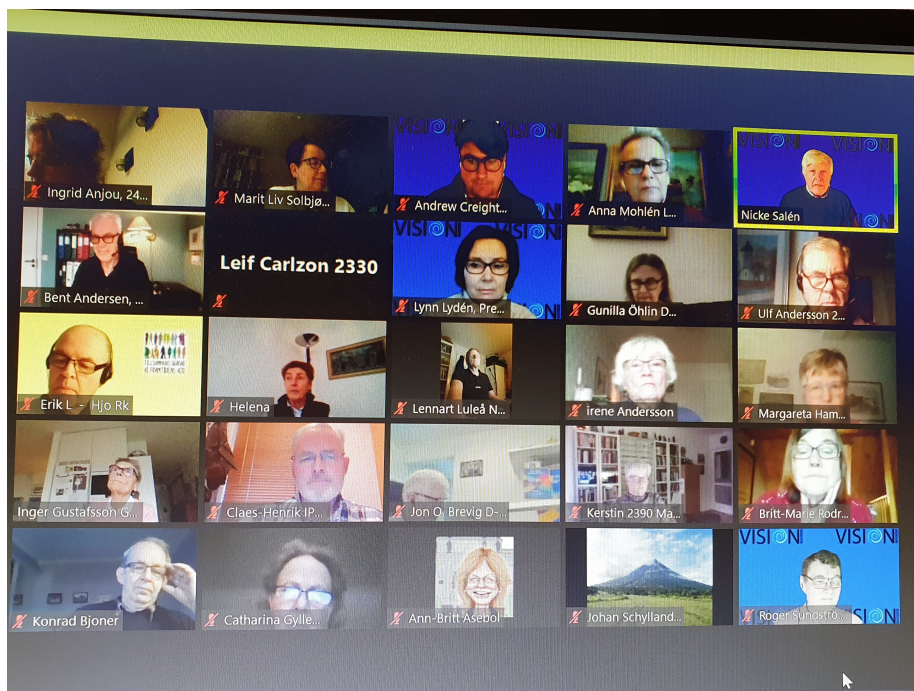 Ingrid Anjou, 24...
Marit Liv Solbjø...
VISION
Andrew Creight...
Anna Mohlén L...
VISION VISION
Nicke Salén
Bent Andersen, ...
Leif Carlzon 2330
VISION
Lynn Lydén, Pre...
Gunilla Öhlin D...
Ulf Andersson 2...
Erik L - Hjo Rk
Helena
Lennart Luleå N...
irene Andersson
Margareta Ham...
Inger Gustafsson G...
Claes-Henrik IP...
Jon O. Brevig D-...
Kerstin 2390 Ma...
Britt-Marie Rodr...
Konrad Bjoner
Catharina Gylle...
Ann-Britt Åsebol
Johan Schylland...
VISION VISION
Roger Sundströ...